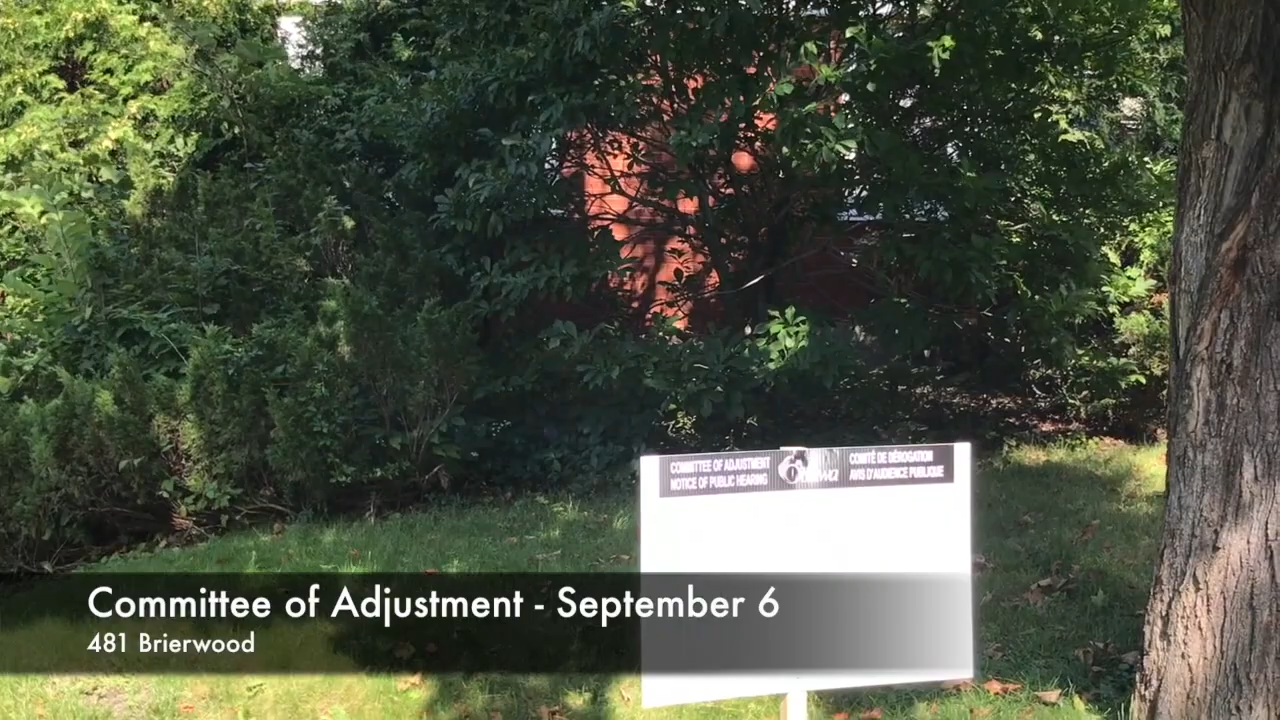 COMMITTEE OF ADJUSTMENT
NOTICE OF PUBLIC HEARING
Ottawa
COMITÉ DE DÉROGATION
AVIS D'AUDIENCE PUBLIQUE
Committee of Adjustment - September 6
481 Brierwood